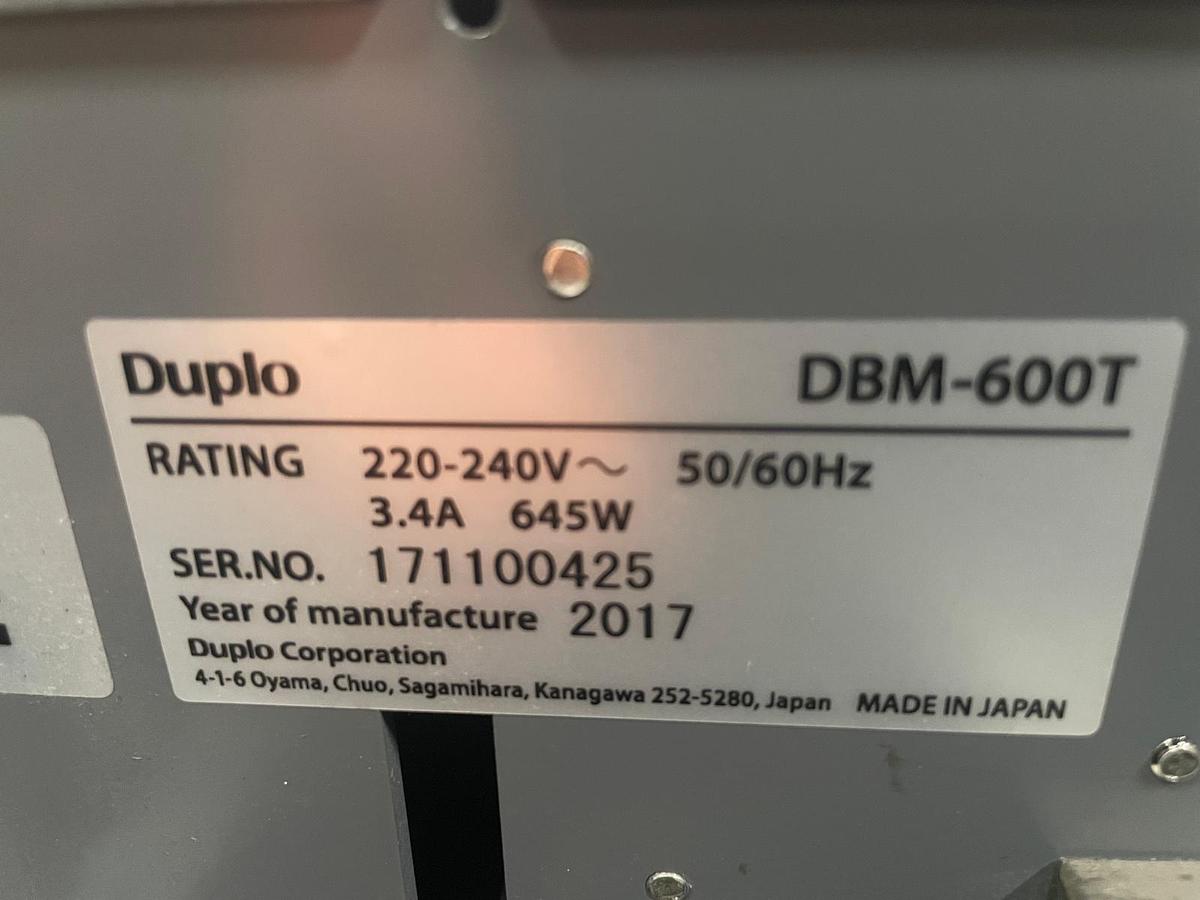 Duplo DBM-600T
RATING 220-240V～ 50/60Hz
3.4A 645W
SER.NO. 171100425
Year of manufacture 2017
Duplo Corporation
4-1-6 Oyama, Chuo, Sagamihara, Kanagawa 252-5280, Japan MADE IN JAPAN